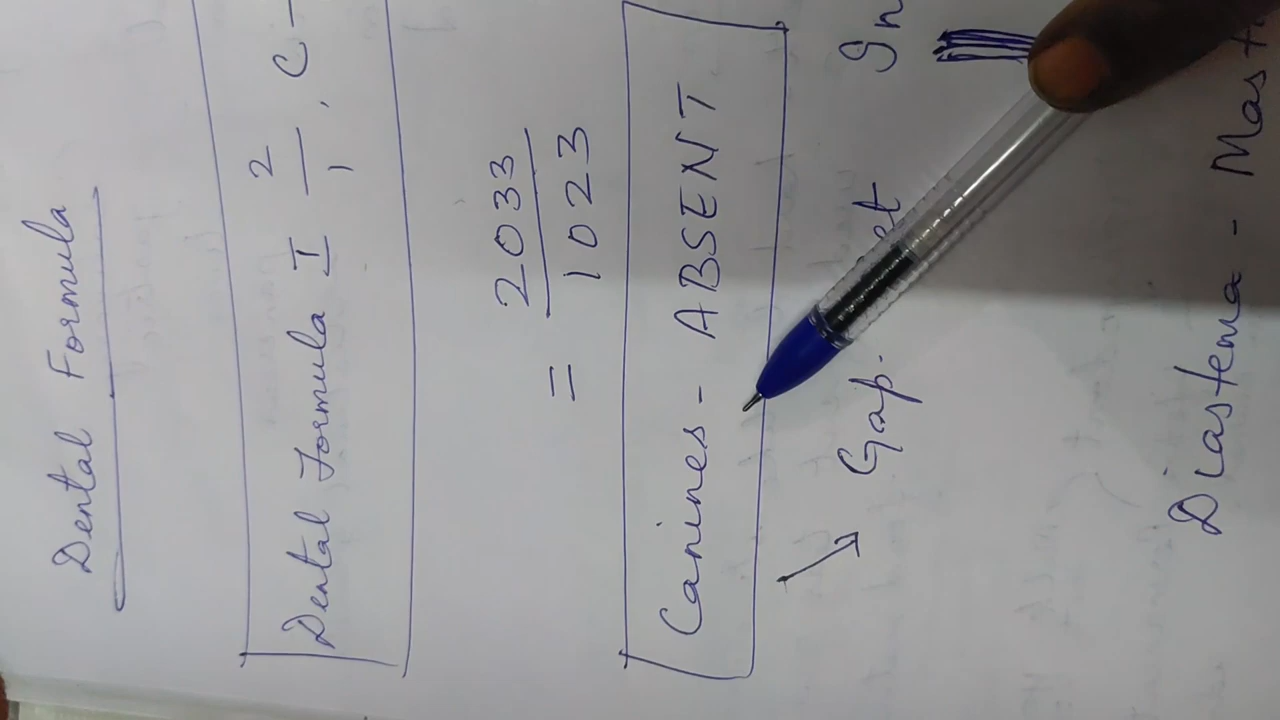 Dental Formula
Dental formula I 2/1, C -
= 2033/1023
Canines - ABSENT
Gap.
Diastema -